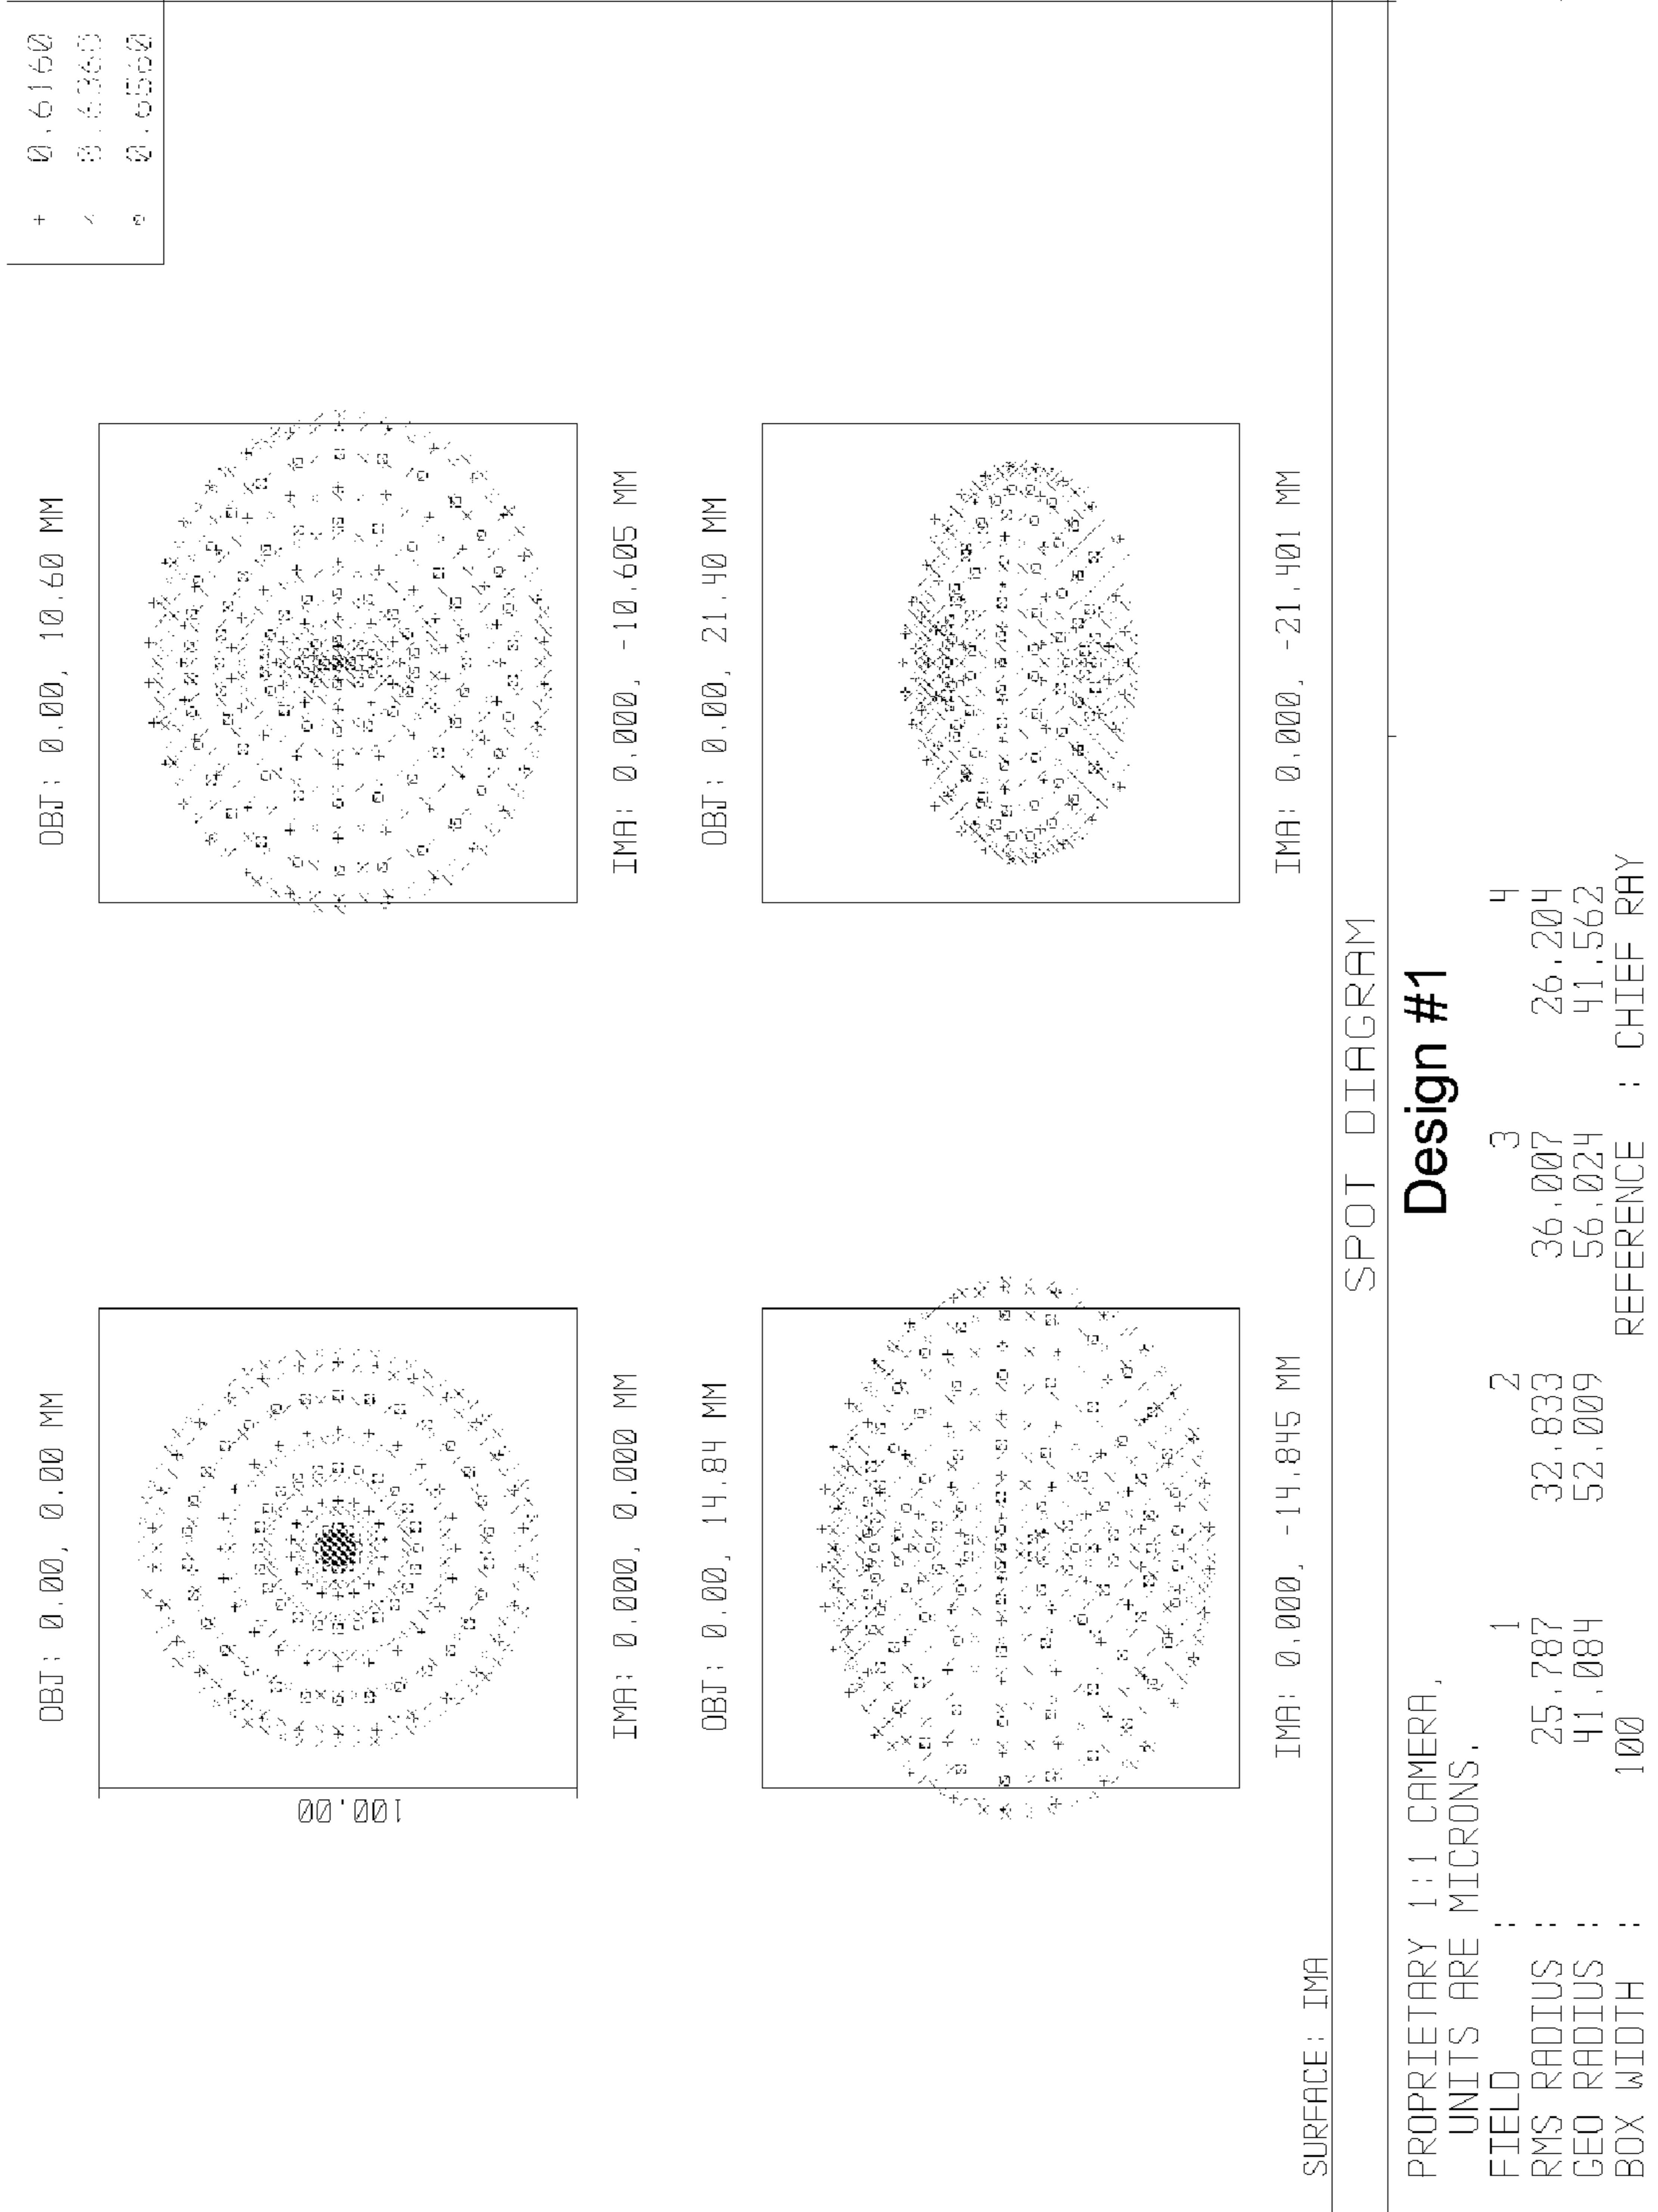 + 0.6160
× 0.6360
0.6560
OBJ: 0.00, 0.00 MM
OBJ: 0.00, 10.60 MM
100.00
IMA: 0.000, 0.000 MM
IMA: 0.000, -10.605 MM
OBJ: 0.00, 14.84 MM
OBJ: 0.00, 21.40 MM
IMA: 0.000, -14.845 MM
IMA: 0.000, -21.401 MM
SURFACE: IMA
SPOT DIAGRAM
PROPRIETARY 1:1 CAMERA. Design #1
UNITS ARE MICRONS.
FIELD : 1 2 3 4
RMS RADIUS : 25.787 32.833 36.007 26.204
GEO RADIUS : 41.084 52.009 56.024 41.562
BOX WIDTH : 100 REFERENCE : CHIEF RAY